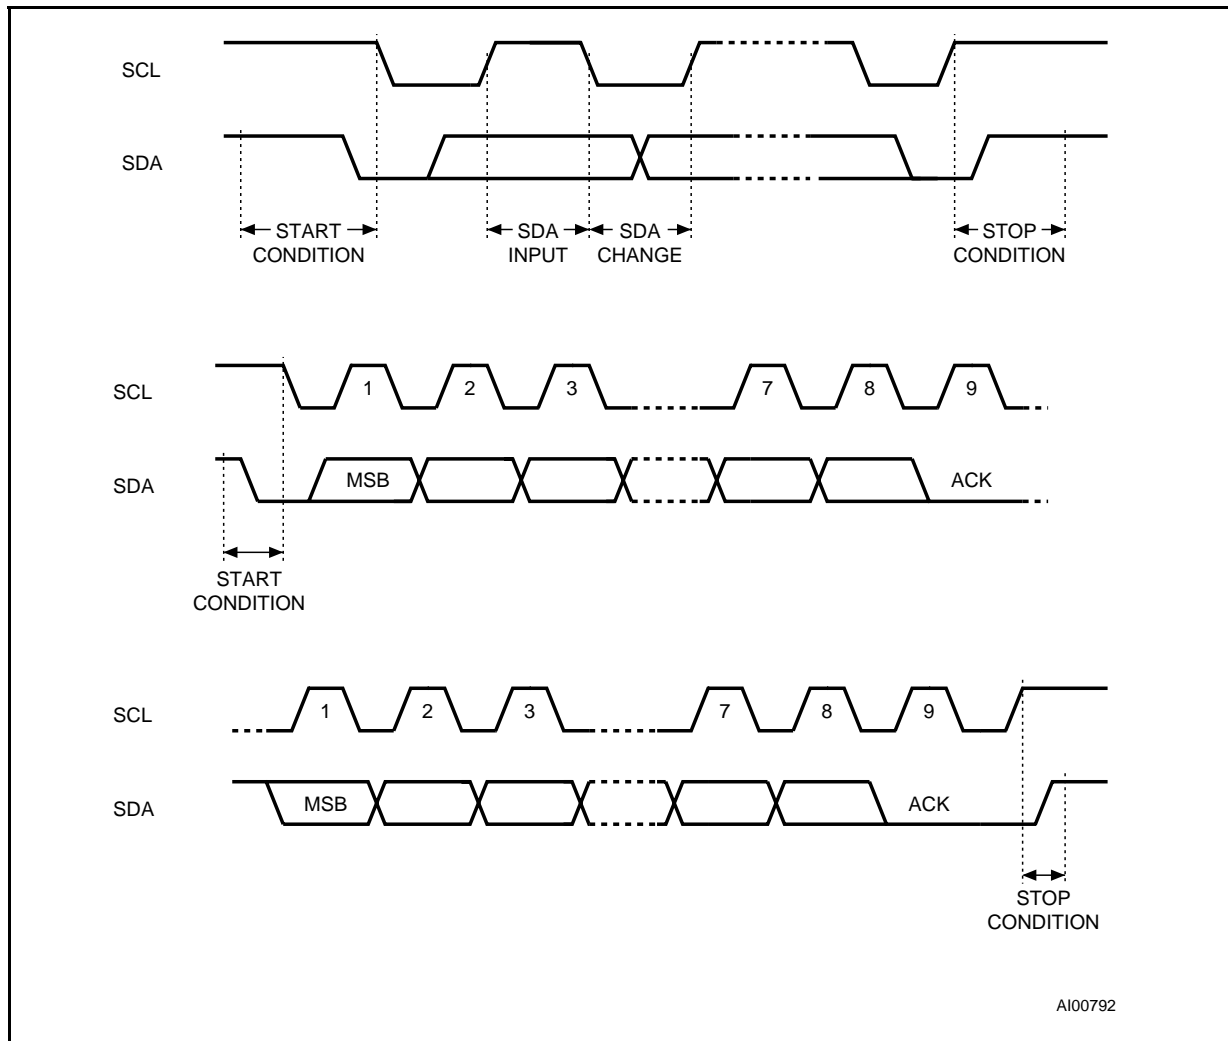 SCL
SDA
START
CONDITION
SDA
INPUT
SDA
CHANGE
STOP
CONDITION
SCL
1 2 3 7 8 9
SDA
MSB ACK
START
CONDITION
SCL
1 2 3 7 8 9
SDA
MSB ACK
STOP
CONDITION
AI00792